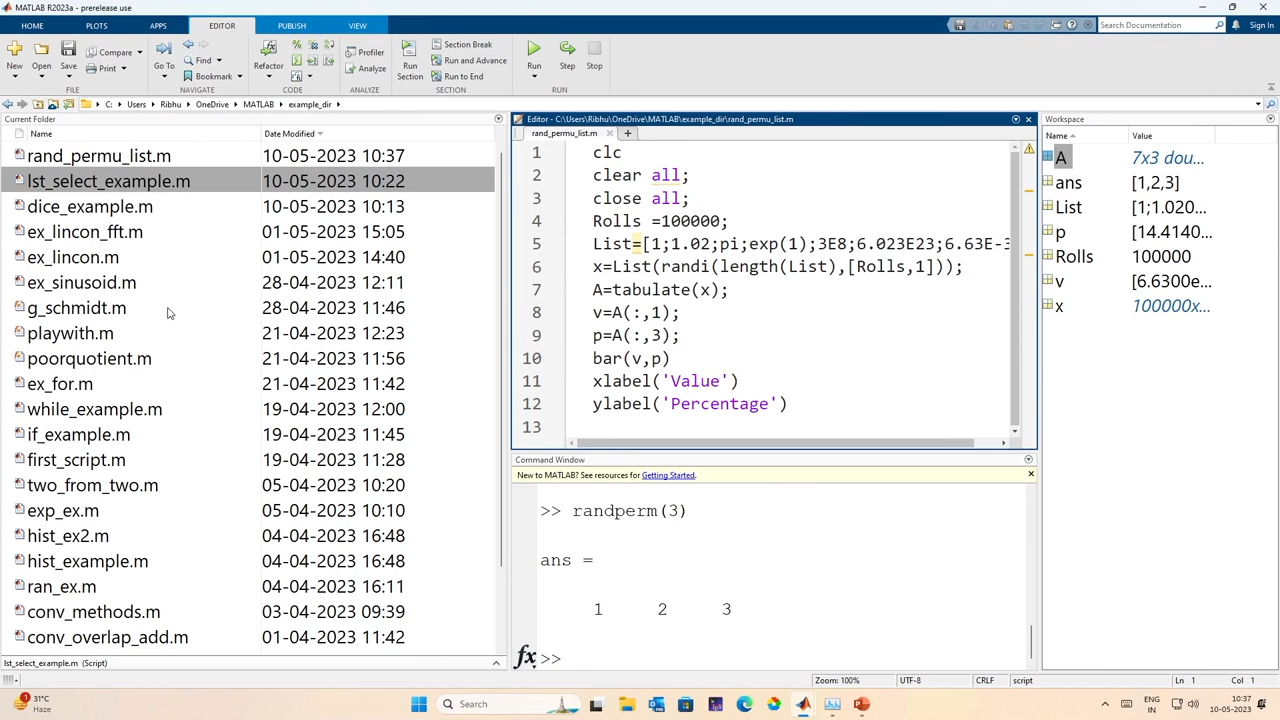 MATLAB R2023a - prerelease use
HOME PLOTS APPS EDITOR PUBLISH VIEW
Search Documentation
Sign In
New Open Save Compare Print Go To Find Bookmark Refactor Profiler Analyze Run Section Section Break Run and Advance Run to End Run Step Stop
FILE NAVIGATE CODE ANALYZE SECTION RUN
C: Users Ribhu OneDrive MATLAB example_dir
Current Folder
Name Date Modified
rand_permu_list.m 10-05-2023 10:37
lst_select_example.m 10-05-2023 10:22
dice_example.m 10-05-2023 10:13
ex_lincon_fft.m 01-05-2023 15:05
ex_lincon.m 01-05-2023 14:40
ex_sinusoid.m 28-04-2023 12:11
g_schmidt.m 28-04-2023 11:46
playwith.m 21-04-2023 12:23
poorquotient.m 21-04-2023 11:56
ex_for.m 21-04-2023 11:42
while_example.m 19-04-2023 12:00
if_example.m 19-04-2023 11:45
first_script.m 19-04-2023 11:28
two_from_two.m 05-04-2023 10:20
exp_ex.m 05-04-2023 10:10
hist_ex2.m 04-04-2023 16:48
hist_example.m 04-04-2023 16:48
ran_ex.m 04-04-2023 16:11
conv_methods.m 03-04-2023 09:39
conv_overlap_add.m 01-04-2023 11:42
lst_select_example.m (Script)
Editor - C:\Users\Ribhu\OneDrive\MATLAB\example_dir\rand_permu_list.m
rand_permu_list.m
1 clc
2 clear all;
3 close all;
4 Rolls =100000;
5 List=[1;1.02;pi;exp(1);3E8;6.023E23;6.63E-3
6 x=List(randi(length(List),[Rolls,1]));
7 A=tabulate(x);
8 v=A(:,1);
9 p=A(:,3);
10 bar(v,p)
11 xlabel('Value')
12 ylabel('Percentage')
13
Command Window
New to MATLAB? See resources for Getting Started.
>> randperm(3)
ans =
1 2 3
fx >>
Workspace
Name Value
A 7x3 dou...
ans [1,2,3]
List [1;1.020...
p [14.4140...
Rolls 100000
v [6.6300e...
x 100000x...
Zoom: 100% UTF-8 CRLF script Ln 1 Col 1
31°C
Haze
Search
ENG
IN
10:37
10-05-2023